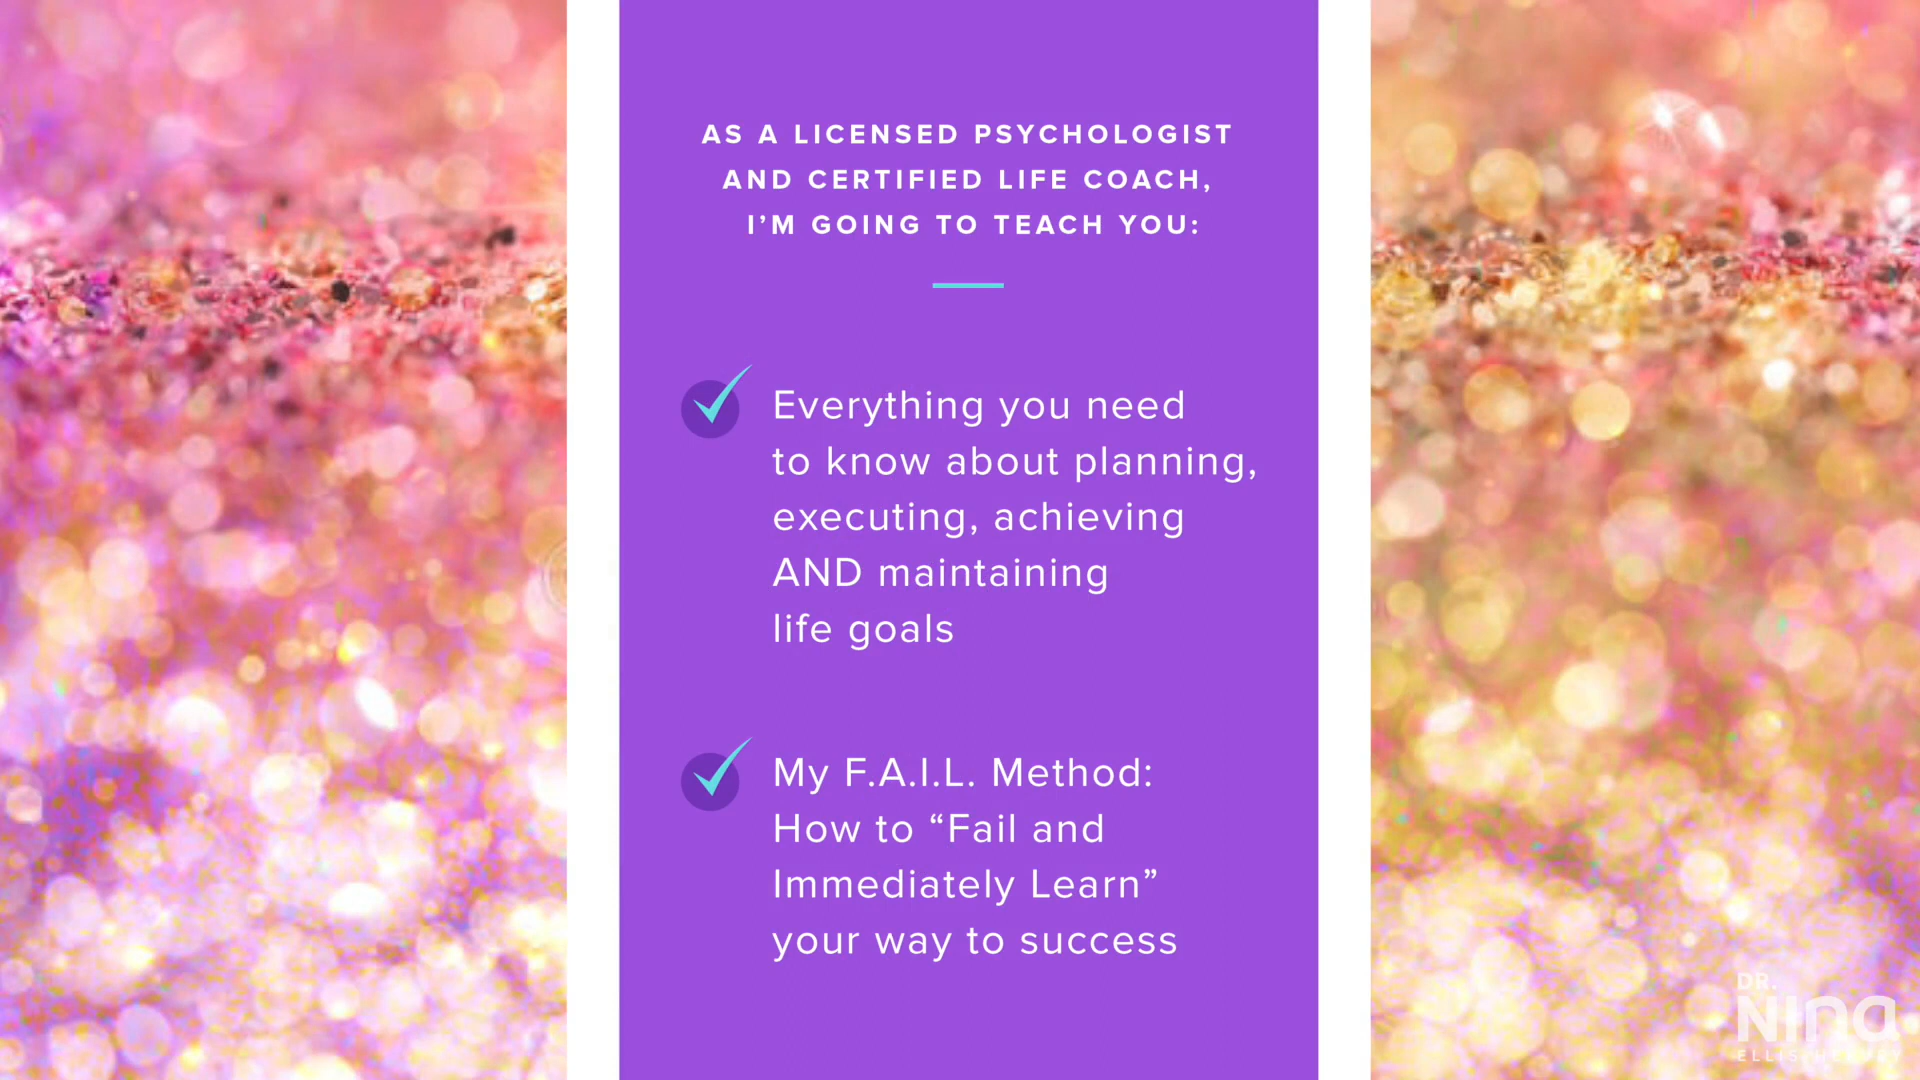 AS A LICENSED PSYCHOLOGIST
AND CERTIFIED LIFE COACH,
I’M GOING TO TEACH YOU:
Everything you need
to know about planning,
executing, achieving
AND maintaining
life goals
My F.A.I.L. Method:
How to “Fail and
Immediately Learn”
your way to success
DR.
Nina
ELLIS-HERVEY